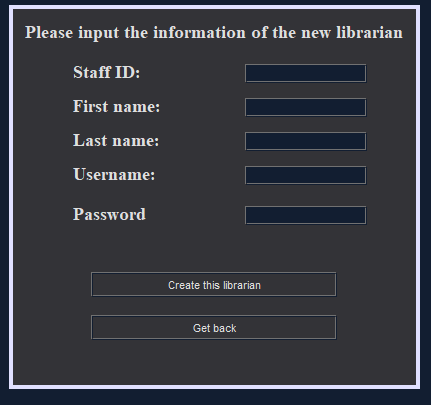 Please input the information of the new librarian
Staff ID:
First name:
Last name:
Username:
Password
Create this librarian
Get back